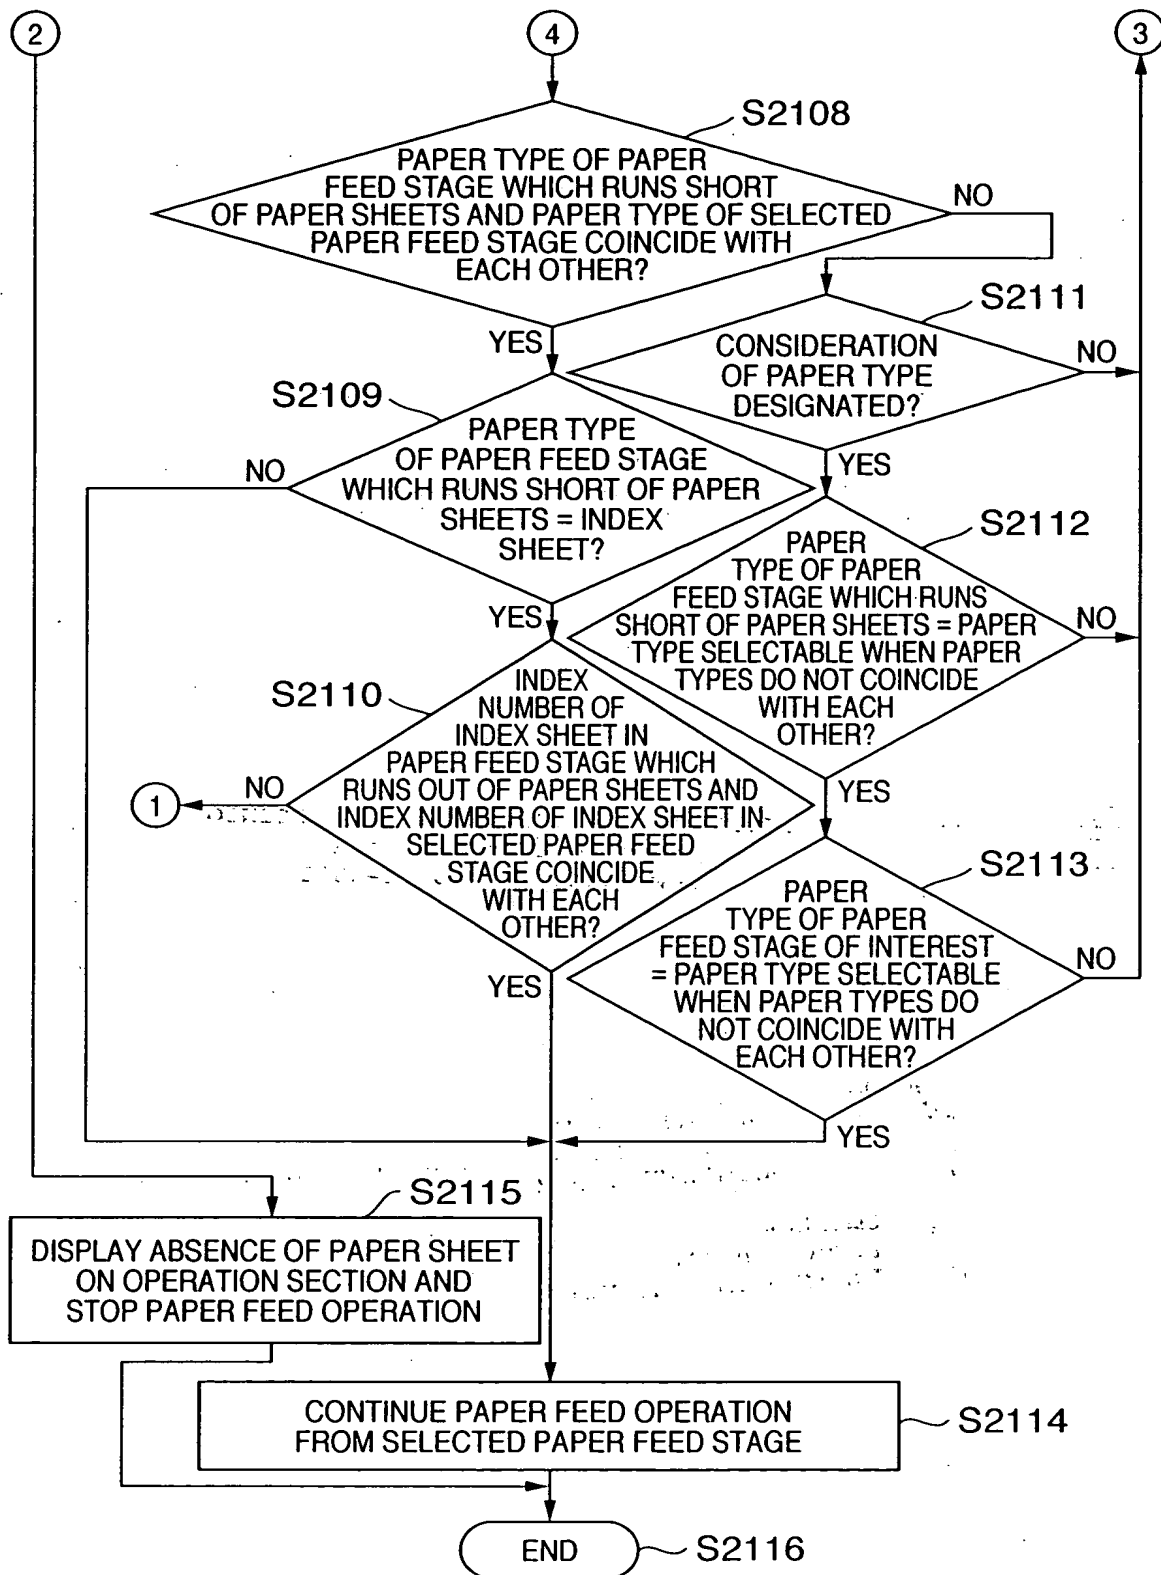 2
4
3
S2108
PAPER TYPE OF PAPER
FEED STAGE WHICH RUNS SHORT
OF PAPER SHEETS AND PAPER TYPE OF SELECTED
PAPER FEED STAGE COINCIDE WITH
EACH OTHER?
NO
YES
S2111
CONSIDERATION
OF PAPER TYPE
DESIGNATED?
NO
YES
S2109
PAPER TYPE
OF PAPER FEED STAGE
WHICH RUNS SHORT OF PAPER
SHEETS = INDEX
SHEET?
NO
YES
S2112
PAPER
TYPE OF PAPER
FEED STAGE WHICH RUNS
SHORT OF PAPER SHEETS = PAPER
TYPE SELECTABLE WHEN PAPER
TYPES DO NOT COINCIDE
WITH EACH
OTHER?
NO
YES
S2110
INDEX
NUMBER OF
INDEX SHEET IN
PAPER FEED STAGE WHICH
RUNS OUT OF PAPER SHEETS AND
INDEX NUMBER OF INDEX SHEET IN
SELECTED PAPER FEED
STAGE COINCIDE
WITH EACH
OTHER?
NO
1
YES
S2113
PAPER
TYPE OF PAPER
FEED STAGE OF INTEREST
= PAPER TYPE SELECTABLE
WHEN PAPER TYPES DO
NOT COINCIDE WITH
EACH OTHER?
NO
YES
S2115
DISPLAY ABSENCE OF PAPER SHEET
ON OPERATION SECTION AND
STOP PAPER FEED OPERATION
CONTINUE PAPER FEED OPERATION
FROM SELECTED PAPER FEED STAGE
S2114
END
S2116